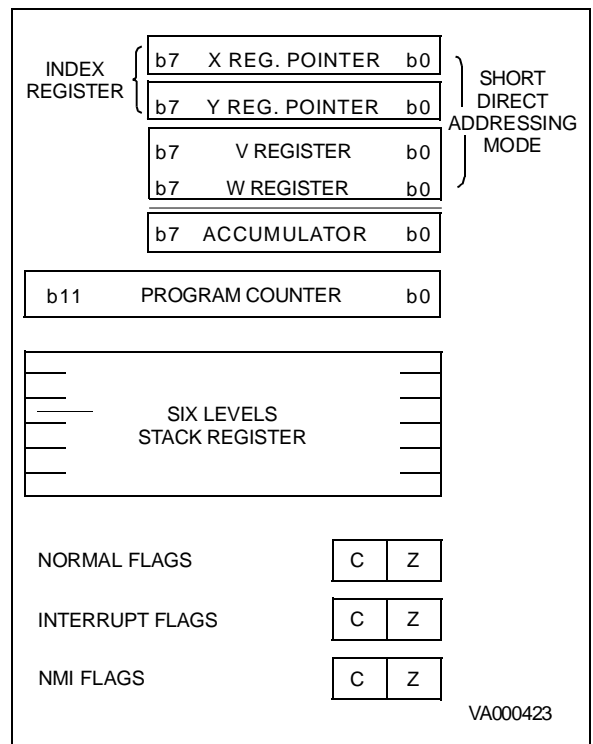 INDEX
REGISTER
b7 X REG. POINTER b0
b7 Y REG. POINTER b0
SHORT
DIRECT
ADDRESSING
MODE
b7 V REGISTER b0
b7 W REGISTER b0
b7 ACCUMULATOR b0
b11 PROGRAM COUNTER b0
SIX LEVELS
STACK REGISTER
NORMAL FLAGS C Z
INTERRUPT FLAGS C Z
NMI FLAGS C Z
VA000423